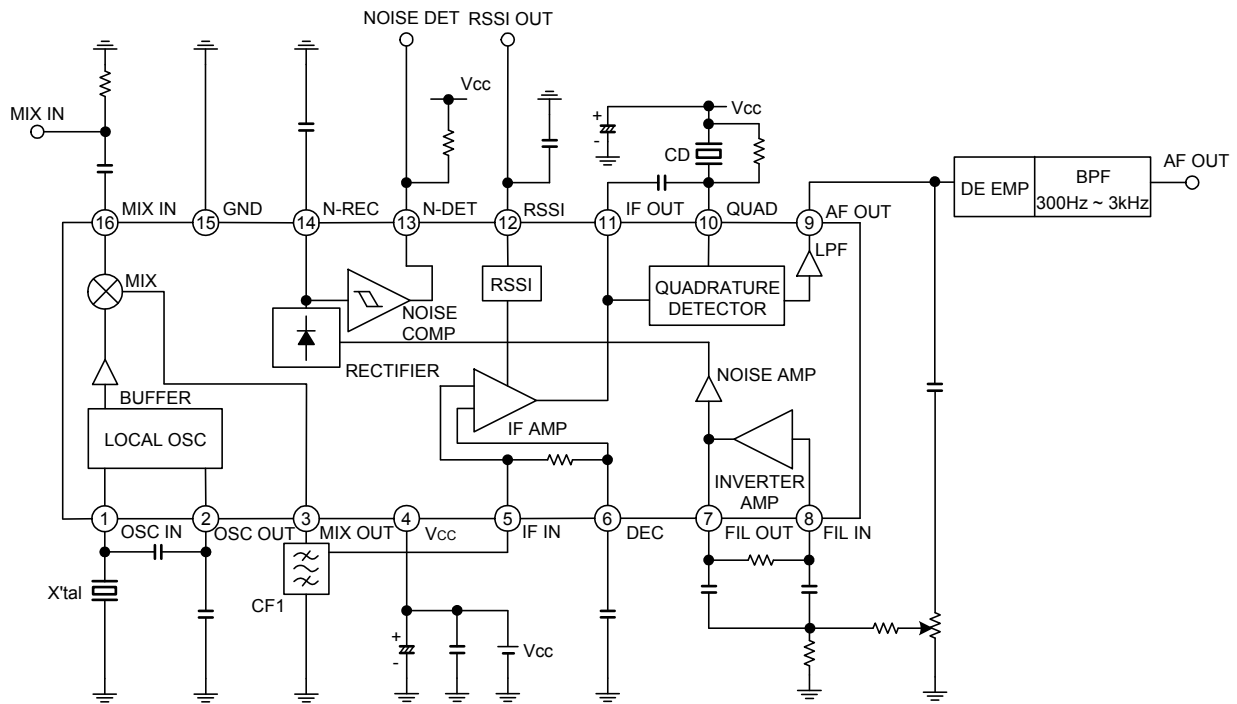 NOISE DET RSSI OUT
Vcc
MIX IN
+
-
Vcc
CD
DE EMP
BPF
300Hz ~ 3kHz
AF OUT
16 MIX IN
15 GND
14 N-REC
13 N-DET
12 RSSI
11 IF OUT
10 QUAD
9 AF OUT
MIX
NOISE
COMP
RSSI
QUADRATURE
DETECTOR
LPF
RECTIFIER
BUFFER
LOCAL OSC
IF AMP
NOISE AMP
INVERTER
AMP
1 OSC IN
2 OSC OUT
3 MIX OUT
4 Vcc
5 IF IN
6 DEC
7 FIL OUT
8 FIL IN
X'tal
CF1
+
-
Vcc